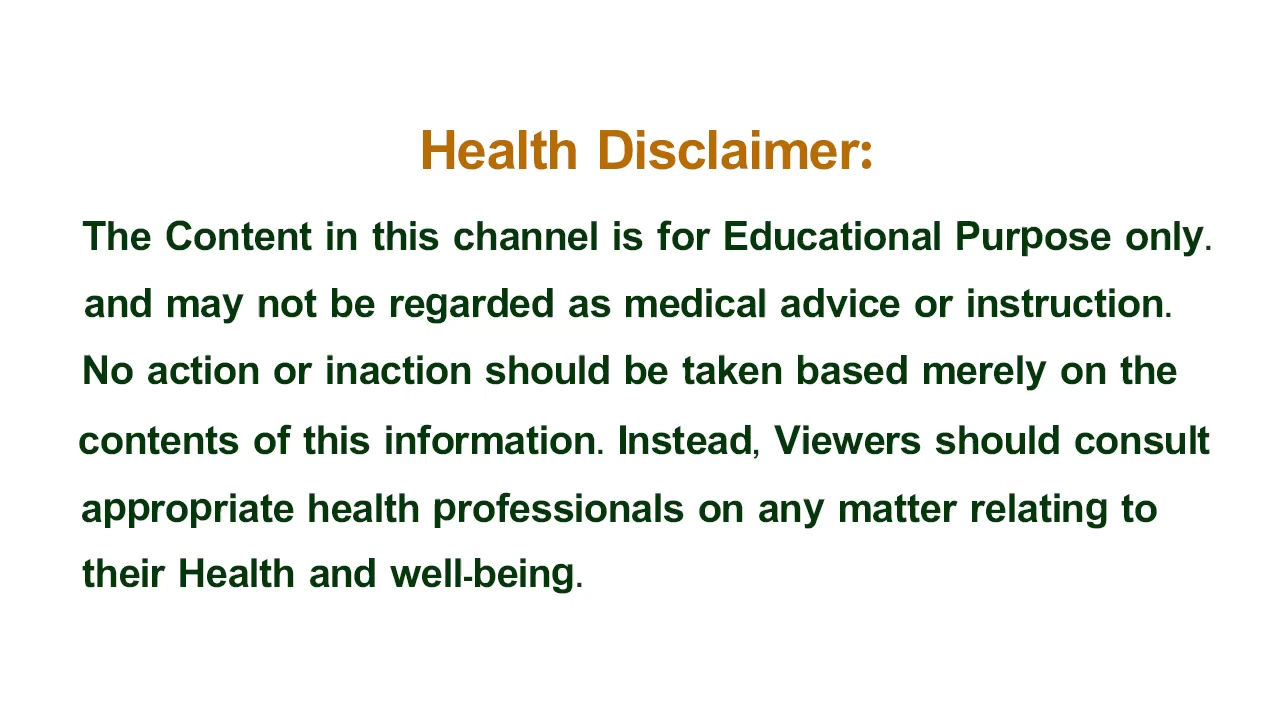 Health Disclaimer:
The Content in this channel is for Educational Purpose only.
and may not be regarded as medical advice or instruction.
No action or inaction should be taken based merely on the
contents of this information. Instead, Viewers should consult
appropriate health professionals on any matter relating to
their Health and well-being.